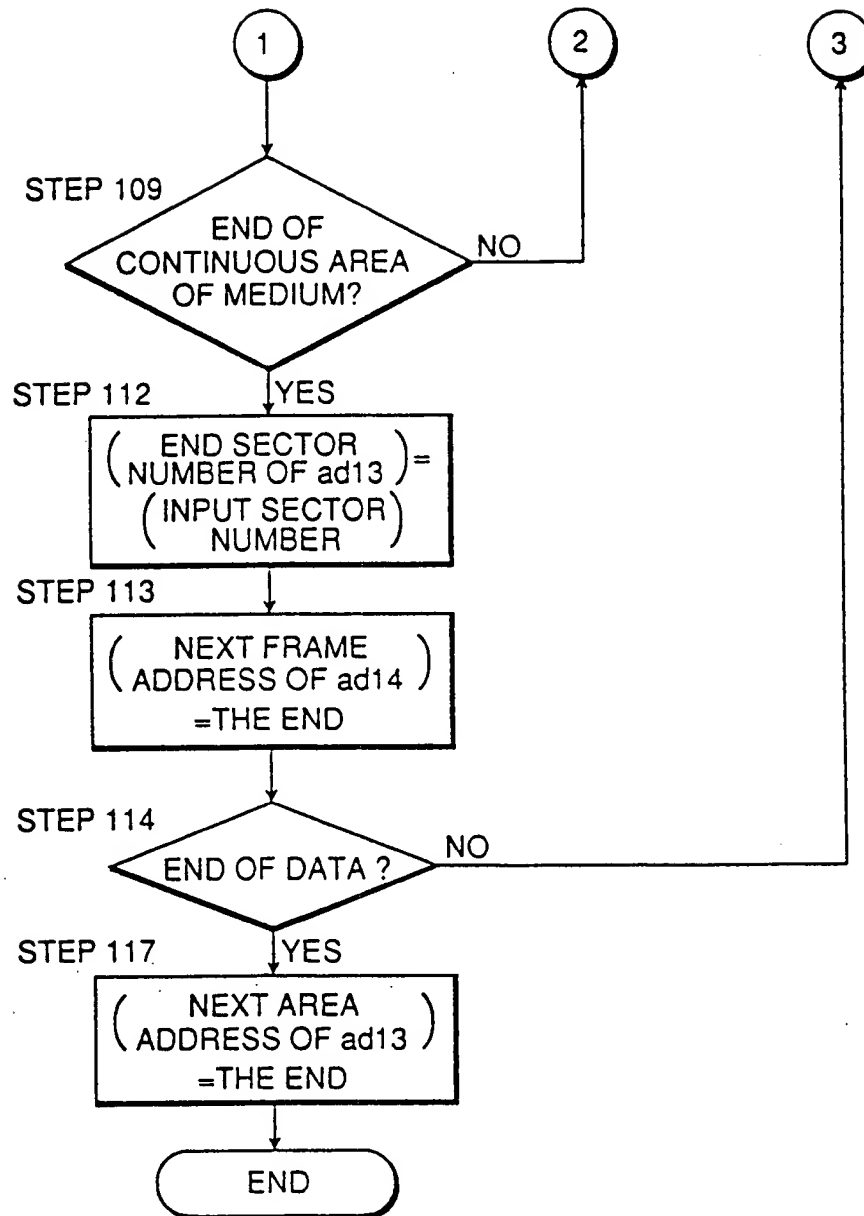 1
2
3
STEP 109
END OF
CONTINUOUS AREA
OF MEDIUM?
NO
YES
STEP 112
( END SECTOR
NUMBER OF ad13 ) =
( INPUT SECTOR
NUMBER )
STEP 113
( NEXT FRAME
ADDRESS OF ad14 )
=THE END
STEP 114
END OF DATA ?
NO
YES
STEP 117
( NEXT AREA
ADDRESS OF ad13 )
=THE END
END